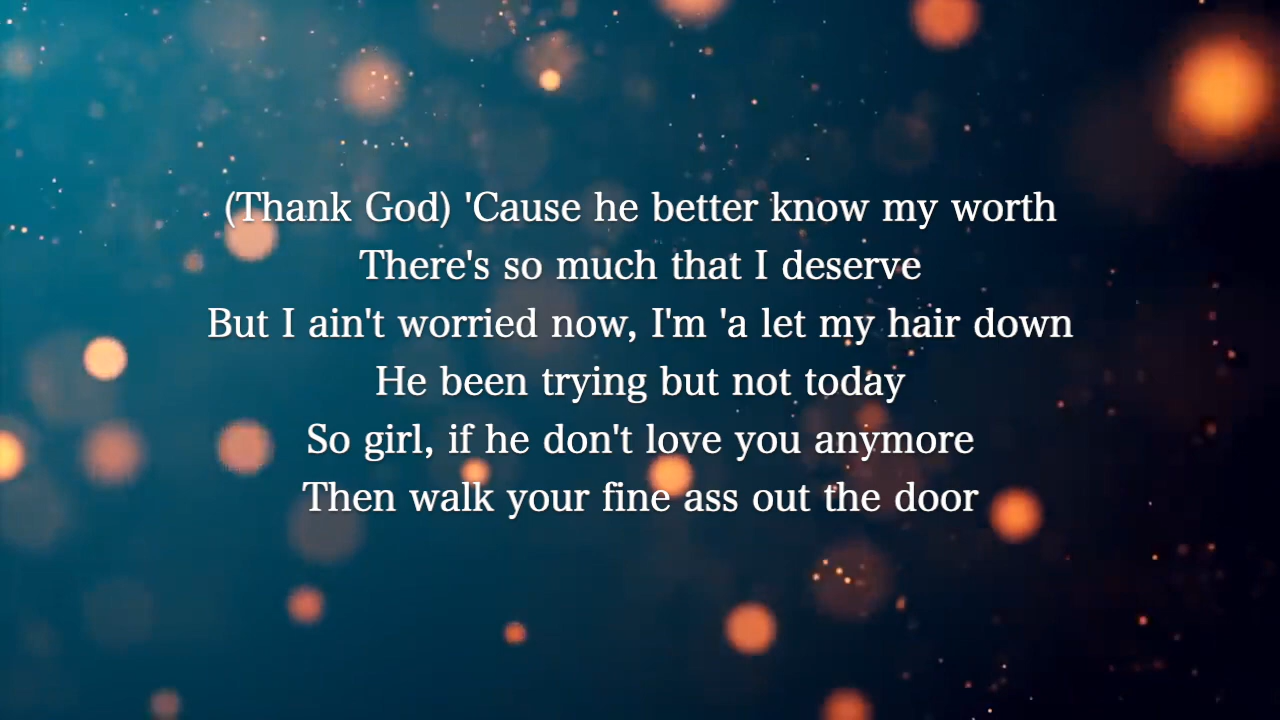 (Thank God) 'Cause he better know my worth
There's so much that I deserve
But I ain't worried now, I'm 'a let my hair down
He been trying but not today
So girl, if he don't love you anymore
Then walk your fine ass out the door